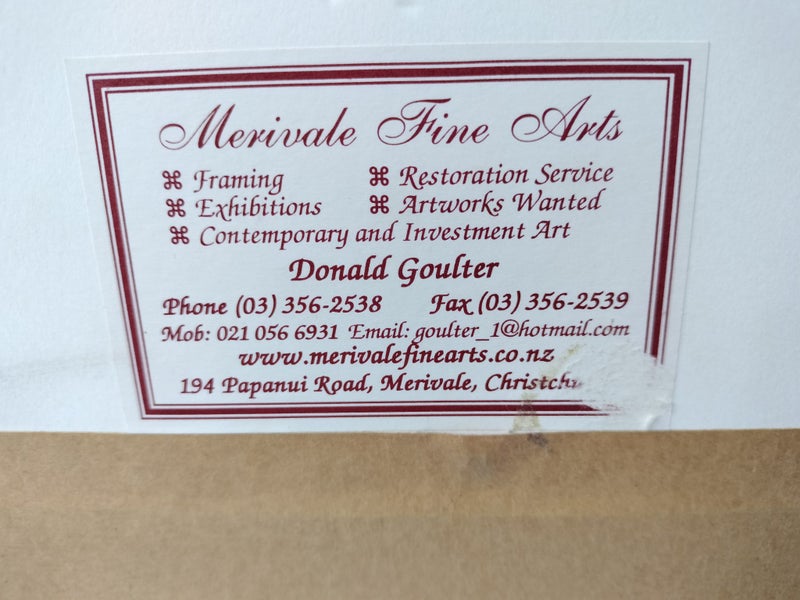 Merivale Fine Arts
⌘ Framing ⌘ Restoration Service
⌘ Exhibitions ⌘ Artworks Wanted
⌘ Contemporary and Investment Art
Donald Goulter
Phone (03) 356-2538 Fax (03) 356-2539
Mob: 021 056 6931 Email: goulter_1@hotmail.com
www.merivalefinearts.co.nz
194 Papanui Road, Merivale,